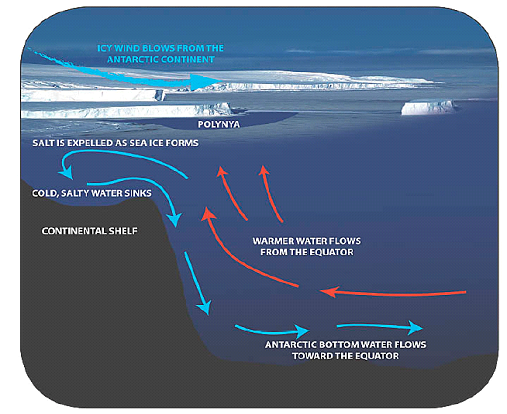 ICY WIND BLOWS FROM THE
ANTARCTIC CONTINENT
POLYNYA
SALT IS EXPELLED AS SEA ICE FORMS
COLD, SALTY WATER SINKS
CONTINENTAL SHELF
WARMER WATER FLOWS
FROM THE EQUATOR
ANTARCTIC BOTTOM WATER FLOWS
TOWARD THE EQUATOR